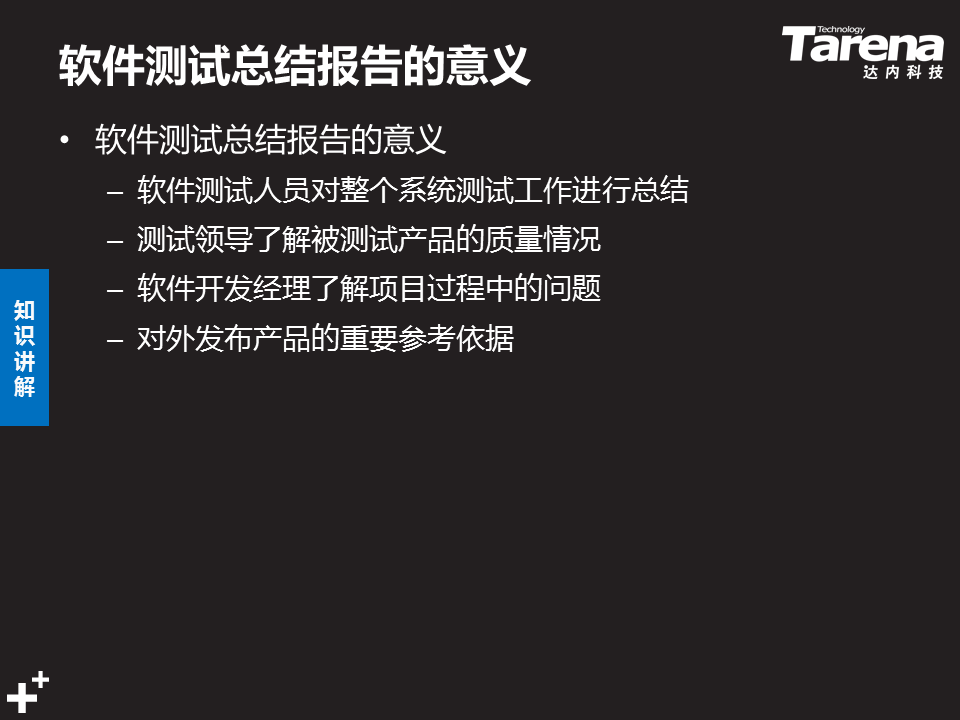 软件测试总结报告的意义
Technology
Tarena
达内科技
• 软件测试总结报告的意义
– 软件测试人员对整个系统测试工作进行总结
– 测试领导了解被测试产品的质量情况
– 软件开发经理了解项目过程中的问题
– 对外发布产品的重要参考依据
知
识
讲
解